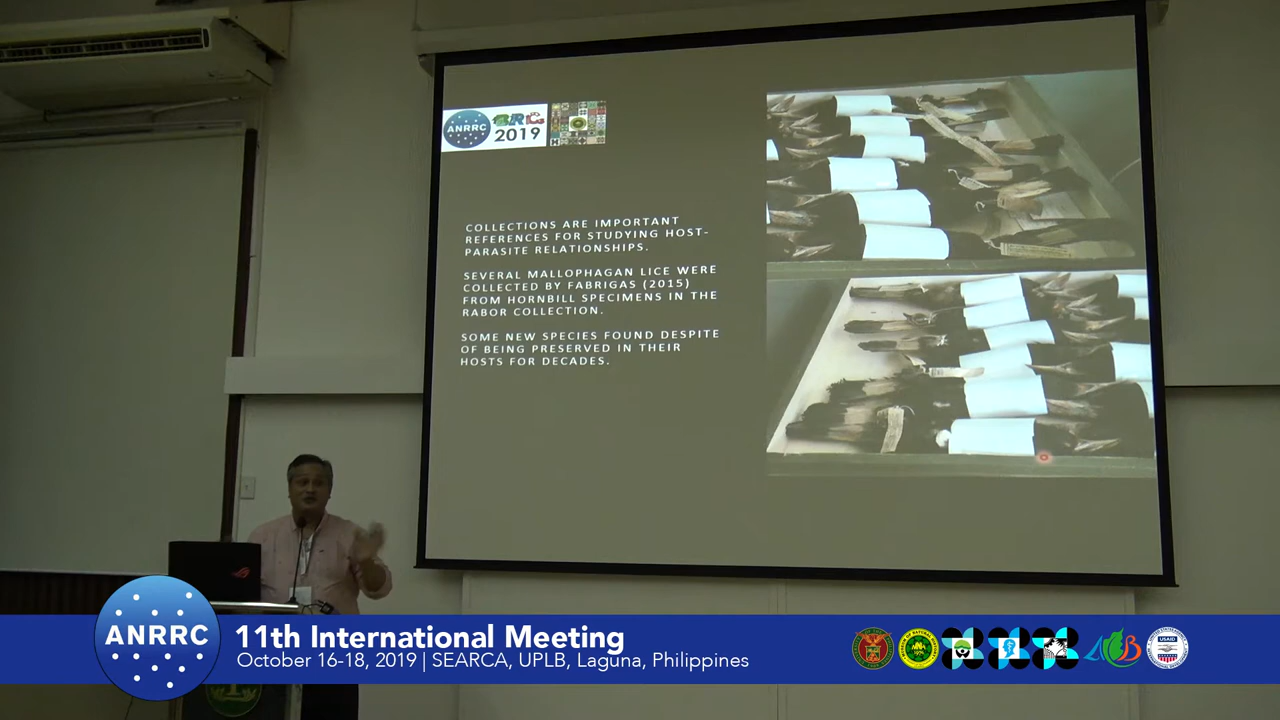 ANRRC
BRC
2019
COLLECTIONS ARE IMPORTANT
REFERENCES FOR STUDYING HOST-
PARASITE RELATIONSHIPS.
SEVERAL MALLOPHAGAN LICE WERE
COLLECTED BY FABRIGAS (2015)
FROM HORNBILL SPECIMENS IN THE
RABOR COLLECTION.
SOME NEW SPECIES FOUND DESPITE
OF BEING PRESERVED IN THEIR
HOSTS FOR DECADES.
ANRRC
11th International Meeting
October 16-18, 2019 | SEARCA, UPLB, Laguna, Philippines
USAID